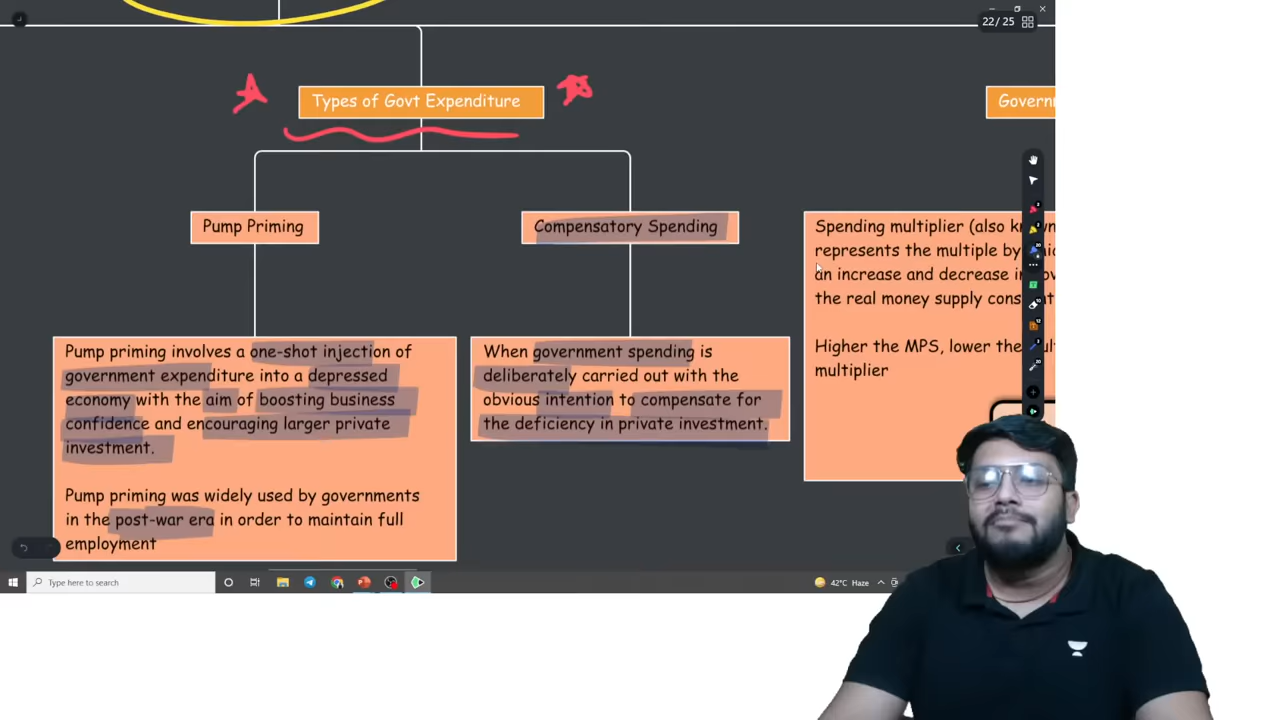 22/ 25
Types of Govt Expenditure
Govern
Pump Priming
Compensatory Spending
Pump priming involves a one-shot injection of
government expenditure into a depressed
economy with the aim of boosting business
confidence and encouraging larger private
investment.
Pump priming was widely used by governments
in the post-war era in order to maintain full
employment
When government spending is
deliberately carried out with the
obvious intention to compensate for
the deficiency in private investment.
Spending multiplier (also
represents the multiple by
an increase and decrease
the real money supply
Higher the MPS, lower the
multiplier
Type here to search
42°C Haze